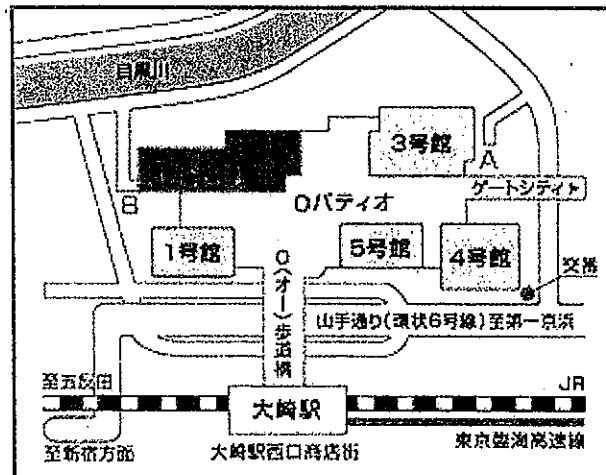 目黒川
3号館
A
ゲートシティ
B
Oパティオ
1号館
5号館
4号館
交番
O(オー)歩道橋
山手通り(環状6号線)至第一京浜
至五反田
JR
大崎駅
至新宿方面
大崎駅西口商店街
東京臨海高速線